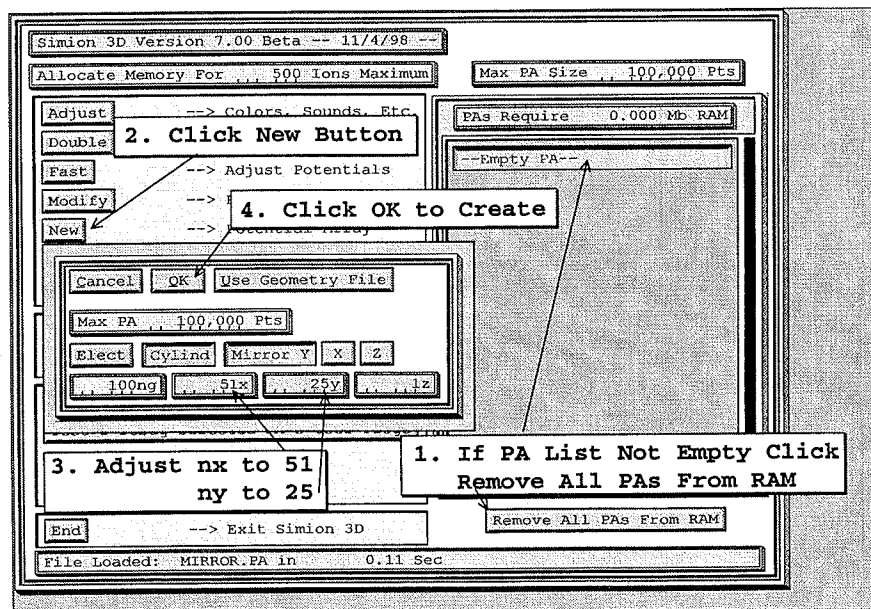 Simion 3D Version 7.00 Beta -- 11/4/98 --
Allocate Memory For 500 Ions Maximum
Max PA Size 100,000 Pts
Adjust --> Colors, Sounds, Etc
PAs Require 0.000 Mb RAM
Double
2. Click New Button
--Empty PA--
Fast --> Adjust Potentials
Modify -->
4. Click OK to Create
New --> Potential Array
Cancel OK Use Geometry File
Max PA 100,000 Pts
Elect Cylind Mirror Y X Z
100ng 51x 25y 1z
3. Adjust nx to 51
ny to 25
1. If PA List Not Empty Click
Remove All PAs From RAM
Remove All PAs From RAM
End --> Exit Simion 3D
File Loaded: MIRROR.PA in 0.11 Sec